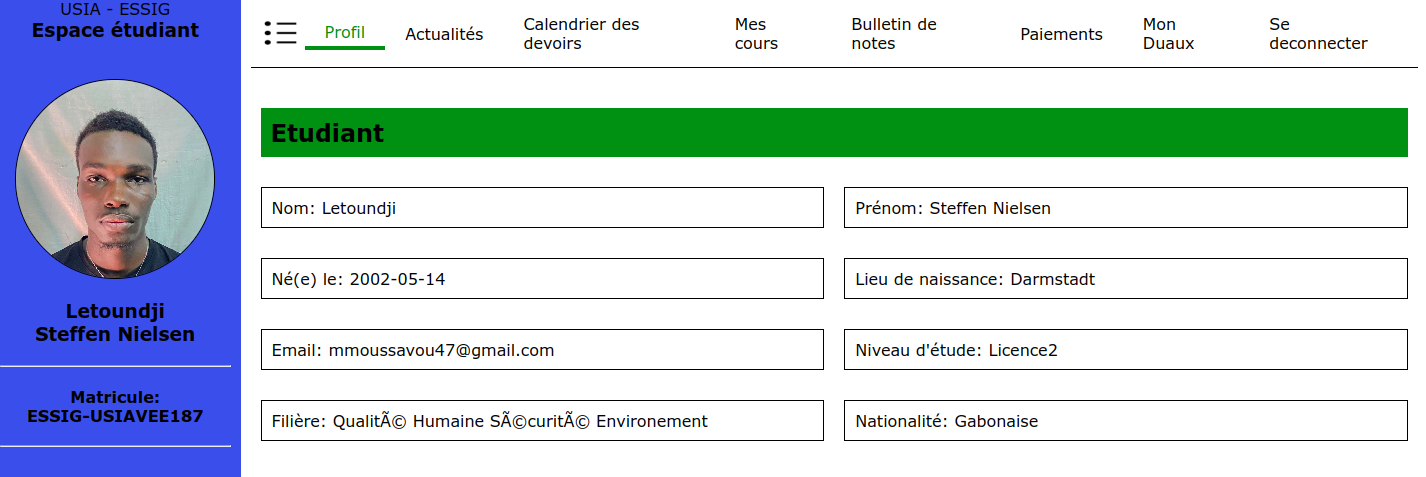 USIA - ESSIG
Espace étudiant
Letoundji
Steffen Nielsen
Matricule:
ESSIG-USIAVEE187
Profil
Actualités
Calendrier des
devoirs
Mes
cours
Bulletin de
notes
Paiements
Mon
Duaux
Se
deconnecter
Etudiant
Nom: Letoundji
Prénom: Steffen Nielsen
Né(e) le: 2002-05-14
Lieu de naissance: Darmstadt
Email: mmoussavou47@gmail.com
Niveau d'étude: Licence2
Filière: QualitÃ© Humaine SÃ©curitÃ© Environement
Nationalité: Gabonaise